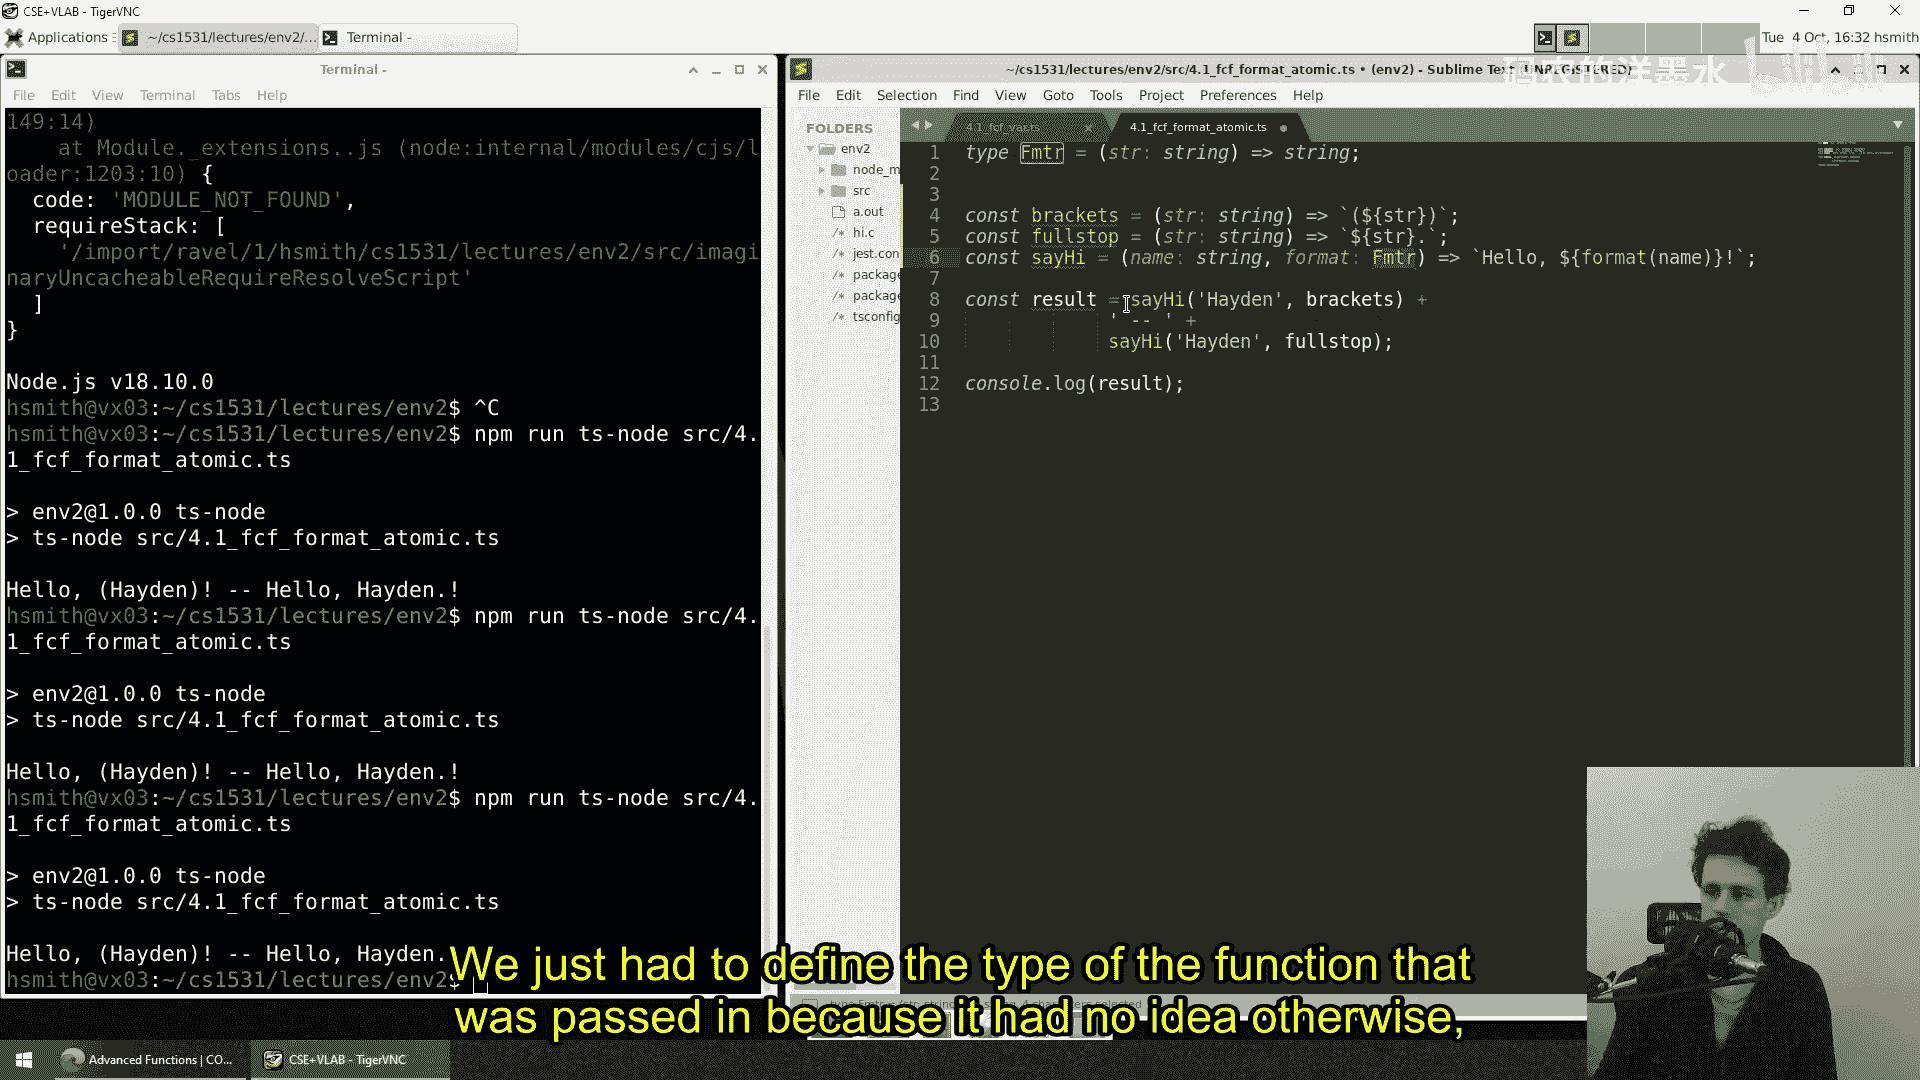 CSE+VLAB - TigerVNC
Applications
~/cs1531/lectures/env2/...
Terminal -
Tue 4 Oct, 16:32 hsmith
Terminal -
File Edit View Terminal Tabs Help
149:14)
at Module._extensions..js (node:internal/modules/cjs/l
oader:1203:10) {
code: 'MODULE_NOT_FOUND',
requireStack: [
'/import/ravel/1/hsmith/cs1531/lectures/env2/src/imagi
naryUncacheableRequireResolveScript'
]
}
Node.js v18.10.0
hsmith@vx03:~/cs1531/lectures/env2$ ^C
hsmith@vx03:~/cs1531/lectures/env2$ npm run ts-node src/4.
1_fcf_format_atomic.ts
> env2@1.0.0 ts-node
> ts-node src/4.1_fcf_format_atomic.ts
Hello, (Hayden)! -- Hello, Hayden.!
hsmith@vx03:~/cs1531/lectures/env2$ npm run ts-node src/4.
1_fcf_format_atomic.ts
> env2@1.0.0 ts-node
> ts-node src/4.1_fcf_format_atomic.ts
Hello, (Hayden)! -- Hello, Hayden.!
hsmith@vx03:~/cs1531/lectures/env2$ npm run ts-node src/4.
1_fcf_format_atomic.ts
> env2@1.0.0 ts-node
> ts-node src/4.1_fcf_format_atomic.ts
Hello, (Hayden)! -- Hello, Hayden.
hsmith@vx03:~/cs1531/lectures/env2$
~/cs1531/lectures/env2/src/4.1_fcf_format_atomic.ts • (env2) - Sublime Text (UNREGISTERED)
码农的洋墨水 bilibili
File Edit Selection Find View Goto Tools Project Preferences Help
FOLDERS
env2
node_m
src
a.out
hi.c
jest.con
package
package
tsconfig
4.1_fcf_var.ts
4.1_fcf_format_atomic.ts
1 type Fmtr = (str: string) => string;
2
3
4 const brackets = (str: string) => `(${str})`;
5 const fullstop = (str: string) => `${str}.`;
6 const sayHi = (name: string, format: Fmtr) => `Hello, ${format(name)}!`;
7
8 const result = sayHi('Hayden', brackets) +
9 ' -- ' +
10 sayHi('Hayden', fullstop);
11
12 console.log(result);
13
We just had to define the type of the function that
was passed in because it had no idea otherwise,
Advanced Functions | CO...
CSE+VLAB - TigerVNC